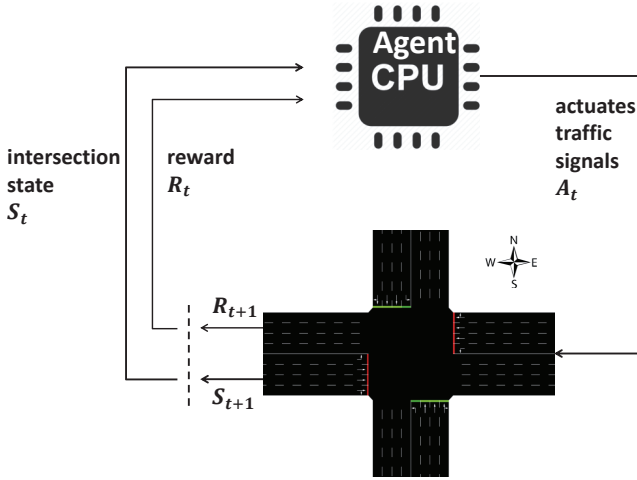 Agent
CPU
actuates
traffic
signals
A_t
intersection
state
S_t
reward
R_t
N
W E
S
R_{t+1}
S_{t+1}